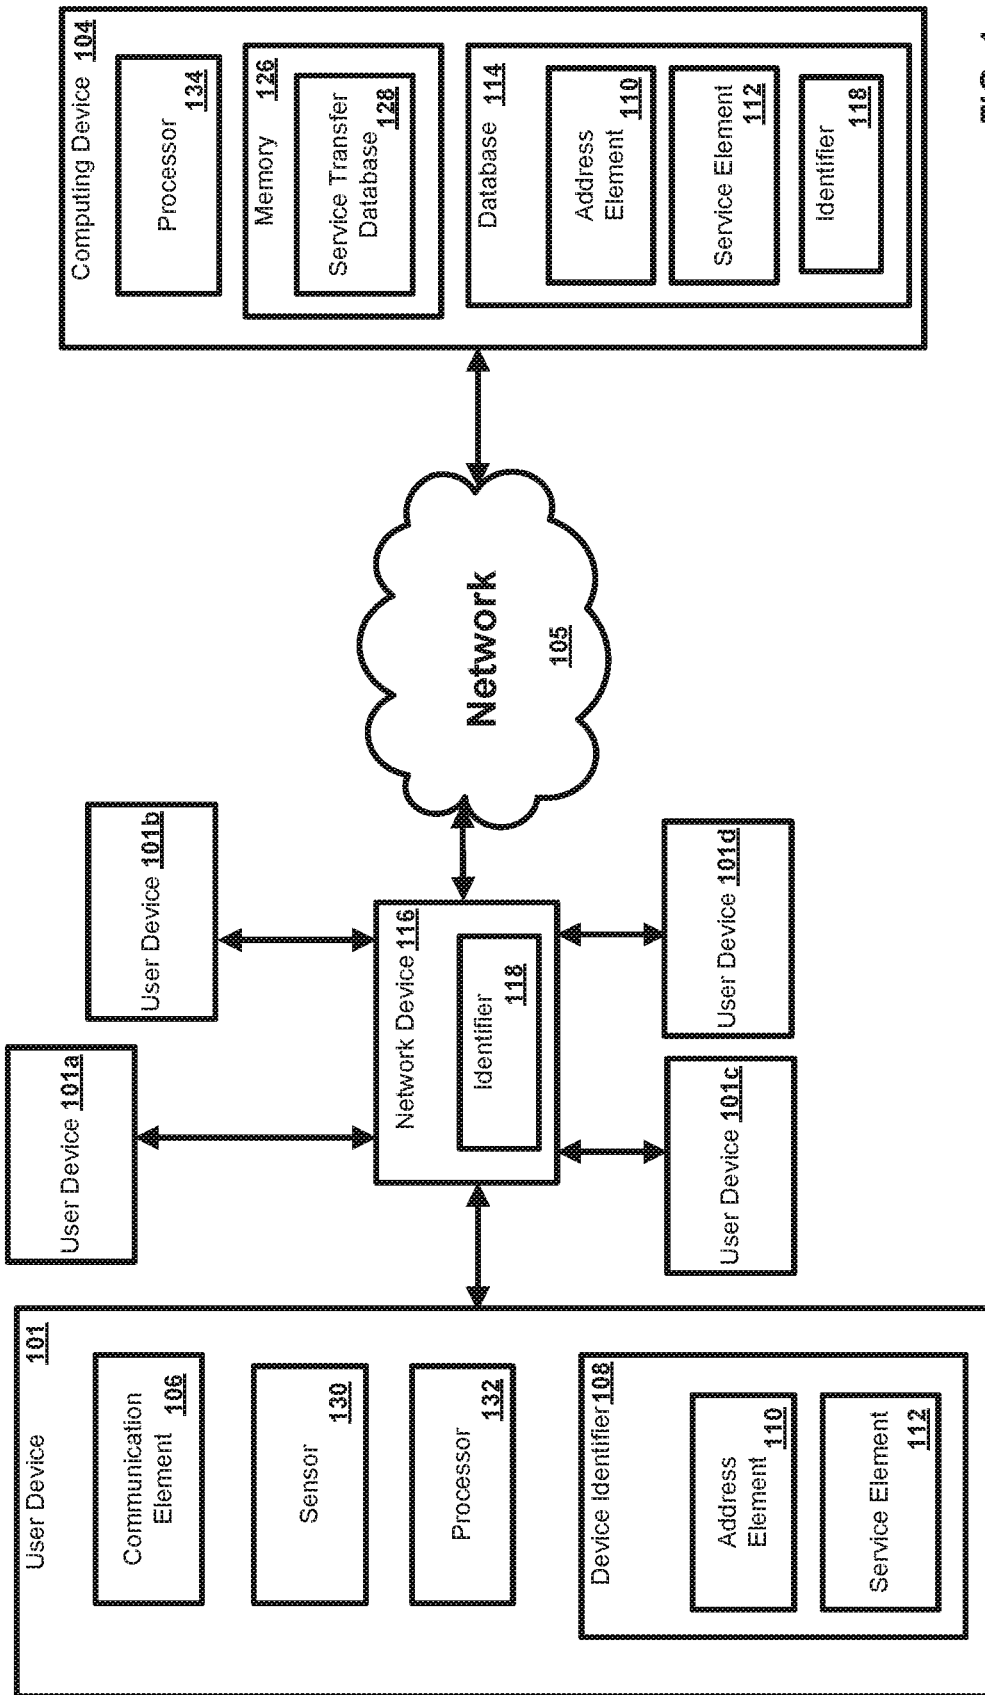 User Device 101
Communication
Element 106
Sensor
130
Processor
132
Device Identifier 108
Address
Element 110
Service Element
112
User Device 101a
User Device 101b
Network Device 116
Identifier
118
User Device 101c
User Device 101d
Network
105
Computing Device 104
Processor
134
Memory 126
Service Transfer
Database 128
Database 114
Address
Element 110
Service Element
112
Identifier
118